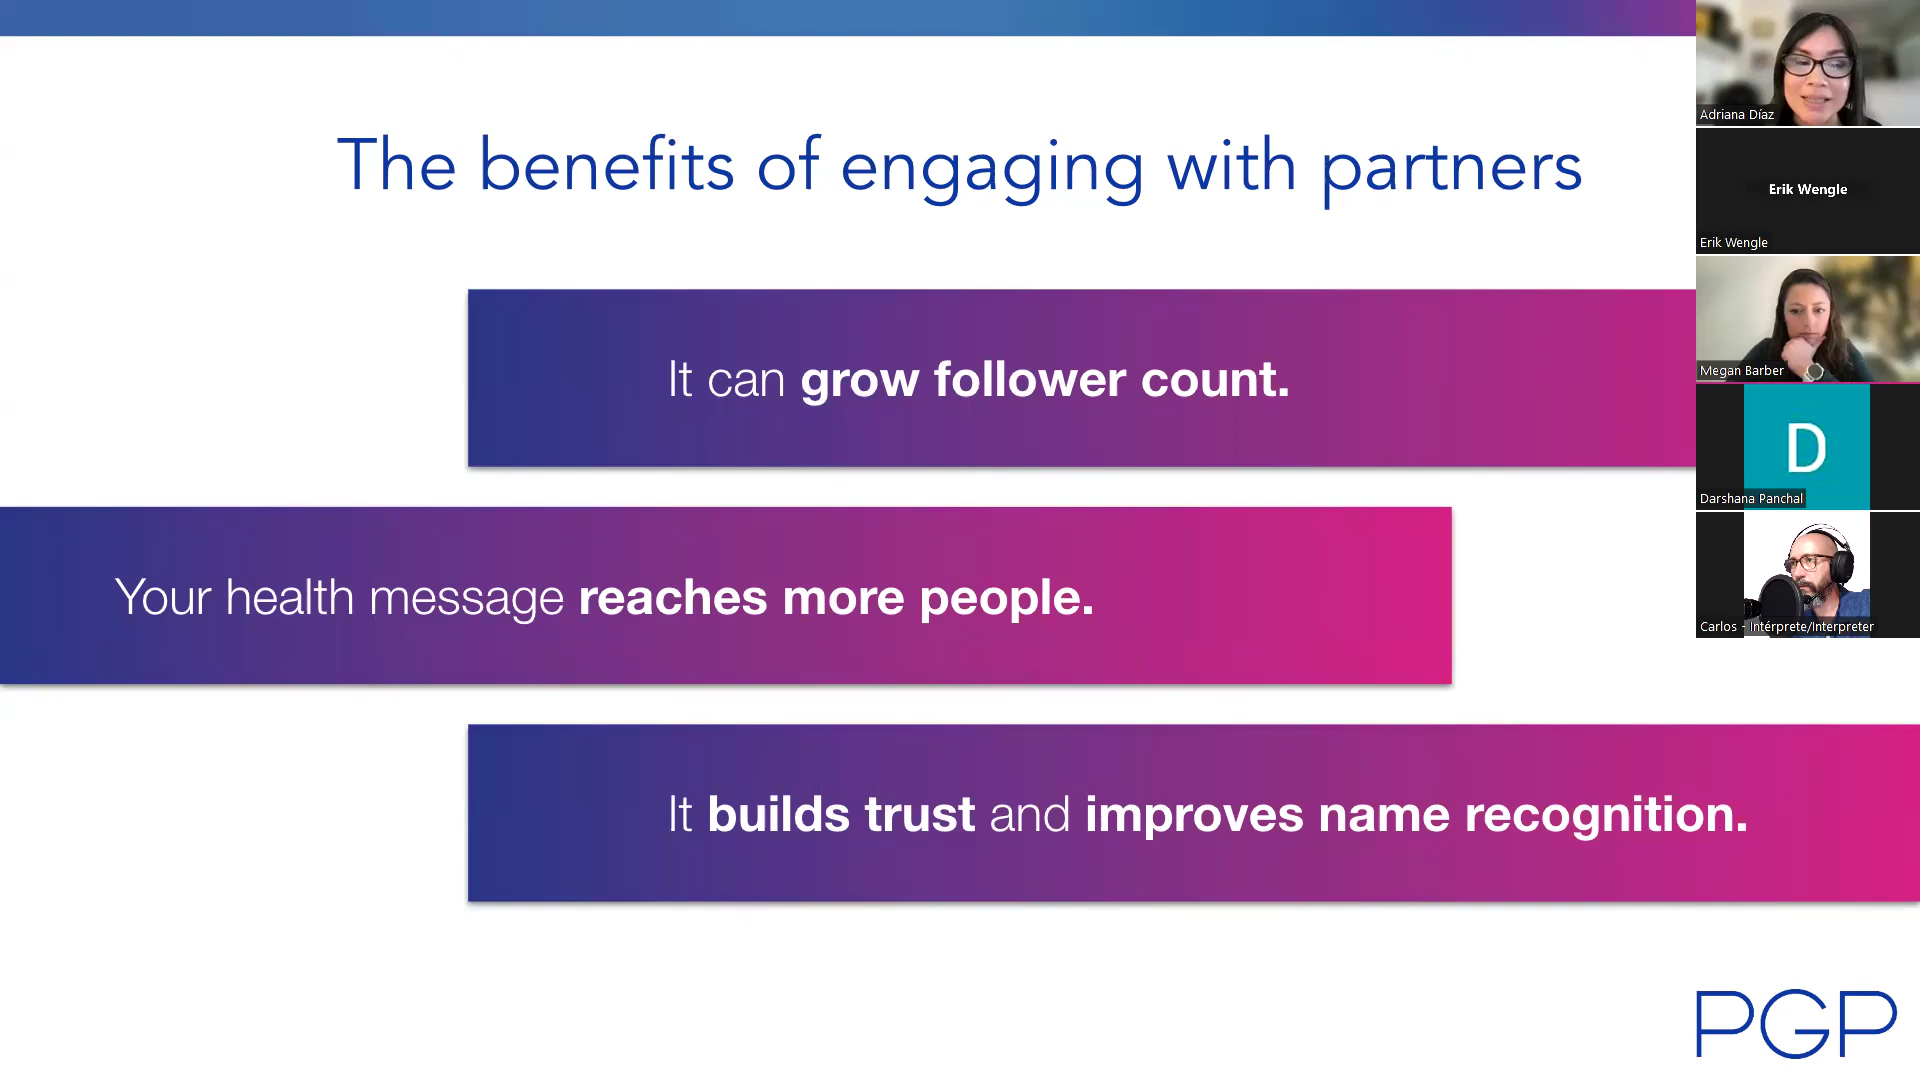 The benefits of engaging with partners
It can grow follower count.
Your health message reaches more people.
It builds trust and improves name recognition.
PGP
Adriana Díaz
Erik Wengle
Erik Wengle
Megan Barber
D
Darshana Panchal
Carlos - Intérprete/Interpreter